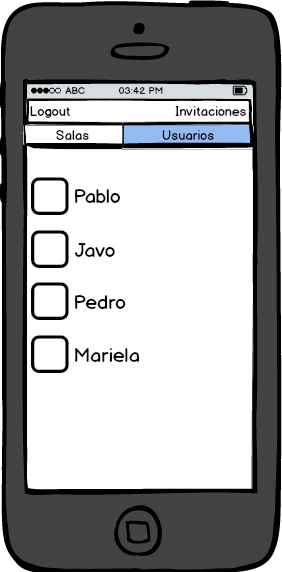 ABC 03:42 PM
Logout Invitaciones
Salas Usuarios
Pablo
Javo
Pedro
Mariela